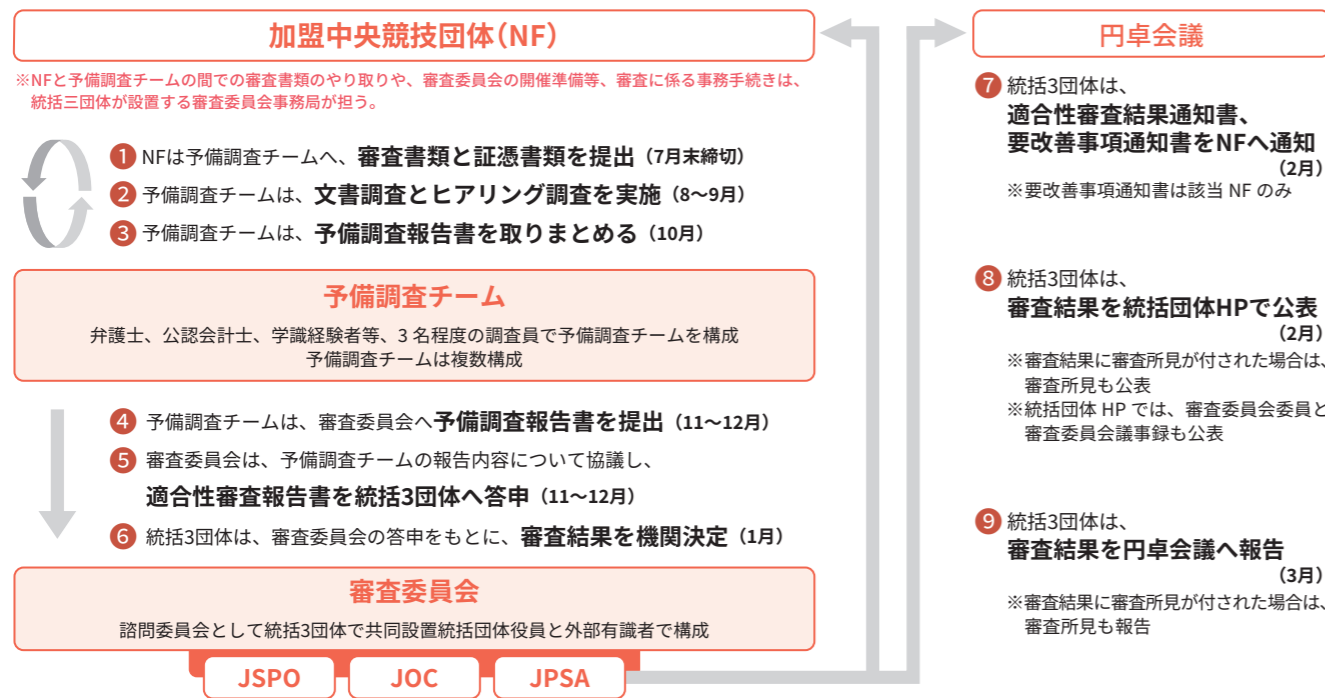 加盟中央競技団体（NF）
※NFと予備調査チームの間での審査書類のやり取りや、審査委員会の開催準備等、審査に係る事務手続きは、
統括三団体が設置する審査委員会事務局が担う。
❶ NFは予備調査チームへ、審査書類と証憑書類を提出（7月末締切）
❷ 予備調査チームは、文書調査とヒアリング調査を実施（8〜9月）
❸ 予備調査チームは、予備調査報告書を取りまとめる（10月）
予備調査チーム
弁護士、公認会計士、学識経験者等、3 名程度の調査員で予備調査チームを構成
予備調査チームは複数構成
❹ 予備調査チームは、審査委員会へ予備調査報告書を提出（11〜12月）
❺ 審査委員会は、予備調査チームの報告内容について協議し、
適合性審査報告書を統括3団体へ答申（11〜12月）
❻ 統括3団体は、審査委員会の答申をもとに、審査結果を機関決定（1月）
審査委員会
諮問委員会として統括3団体で共同設置統括団体役員と外部有識者で構成
JSPO
JOC
JPSA
円卓会議
❼ 統括3団体は、
適合性審査結果通知書、
要改善事項通知書をNFへ通知
（2月）
※要改善事項通知書は該当 NF のみ
❽ 統括3団体は、
審査結果を統括団体HPで公表
（2月）
※審査結果に審査所見が付された場合は、
審査所見も公表
※統括団体 HP では、審査委員会委員と
審査委員会議事録も公表
❾ 統括3団体は、
審査結果を円卓会議へ報告
（3月）
※審査結果に審査所見が付された場合は、
審査所見も報告